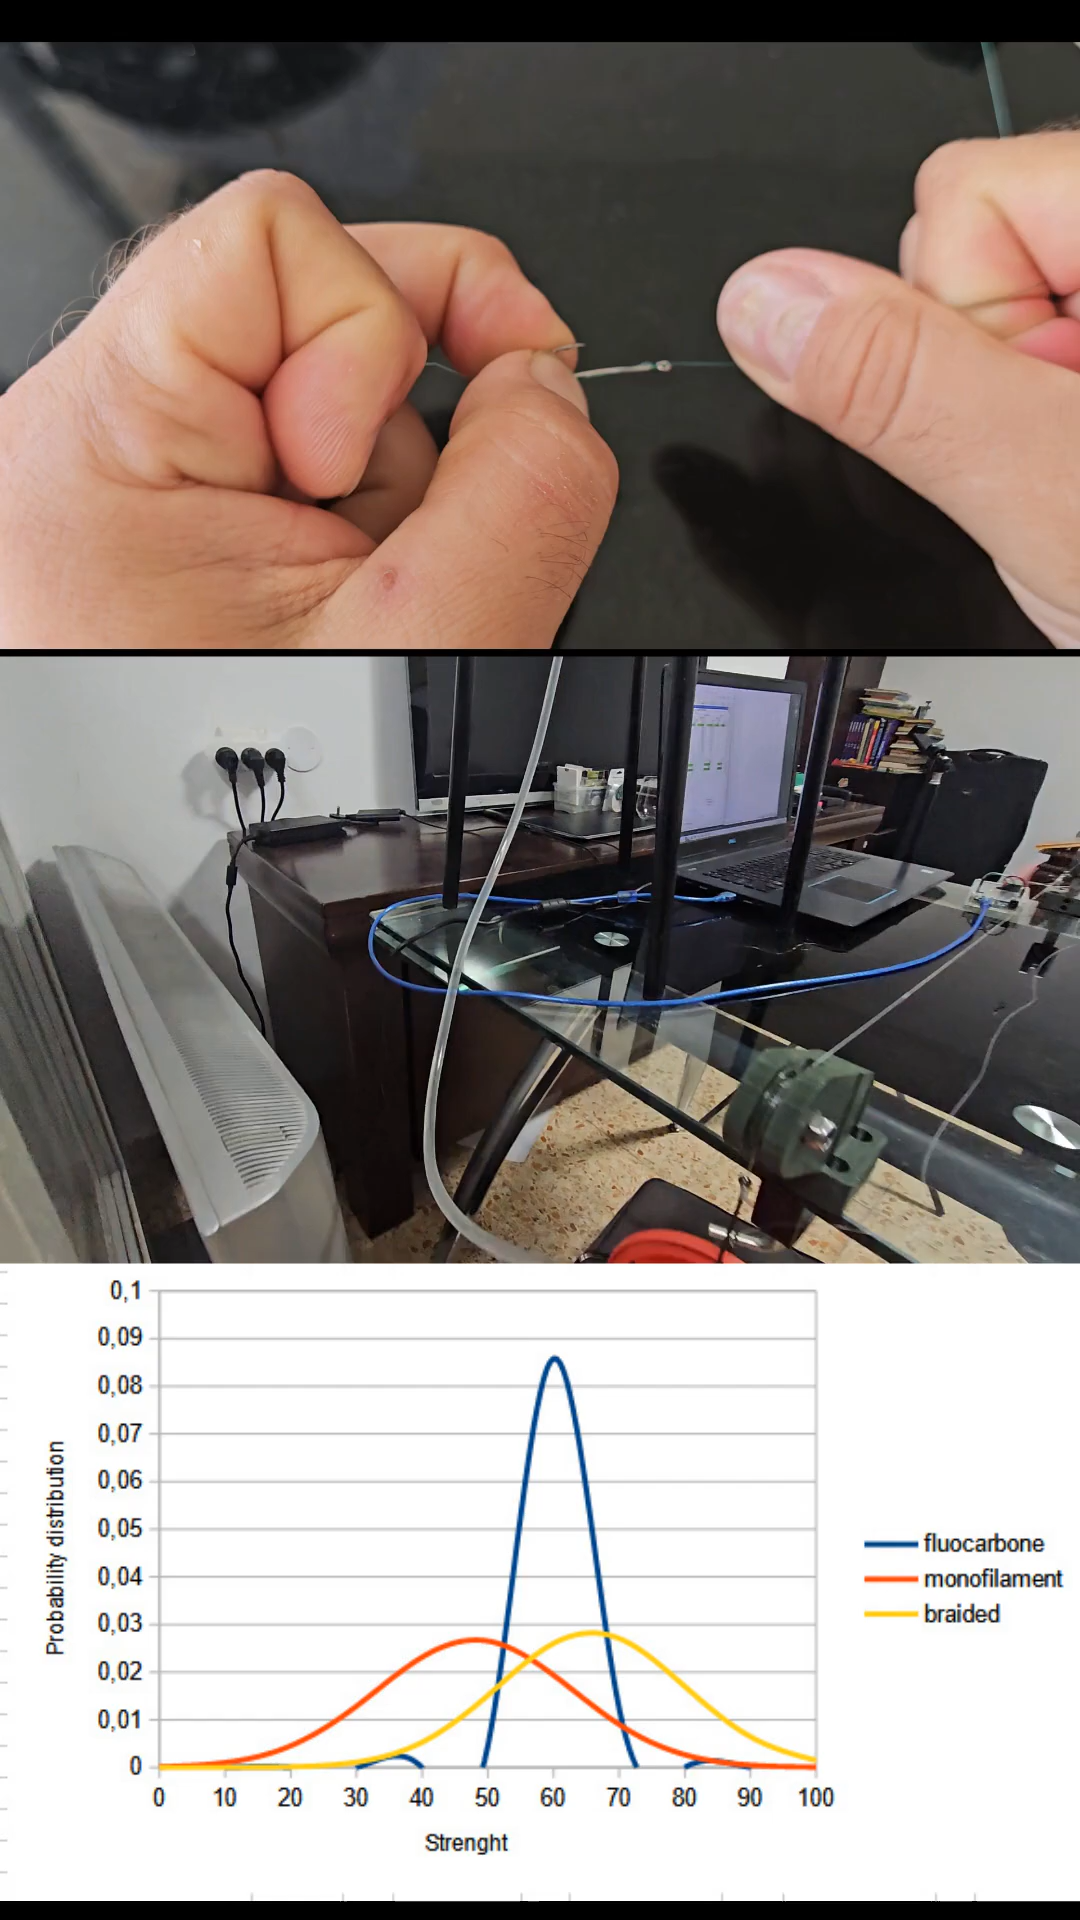 0,1
0,09
0,08
0,07
0,06
0,05
0,04
0,03
0,02
0,01
0
0 10 20 30 40 50 60 70 80 90 100
Probability distribution
Strenght
fluocarbone
monofilament
braided